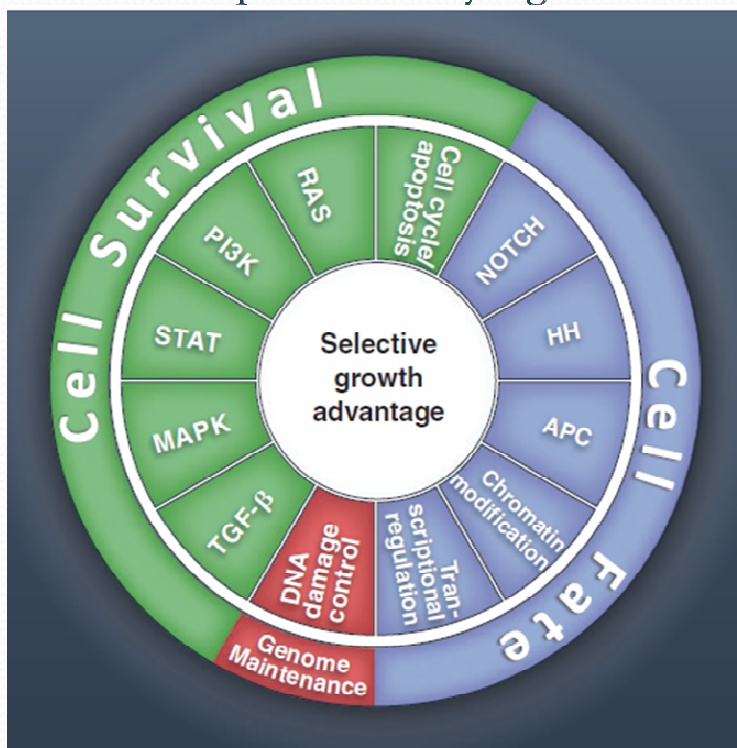 Cell Survival
Cell Fate
Genome
Maintenance
Cell cycle/
apoptosis
NOTCH
HH
APC
Chromatin
modification
Tran-
scriptional
regulation
DNA
damage
control
TGF-β
MAPK
STAT
PI3K
RAS
Selective
growth
advantage